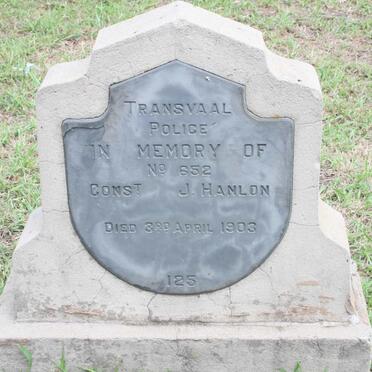 TRANSVAAL
POLICE
IN MEMORY OF
NO 652
CONST J. HANLON
DIED 3RD APRIL 1903
125